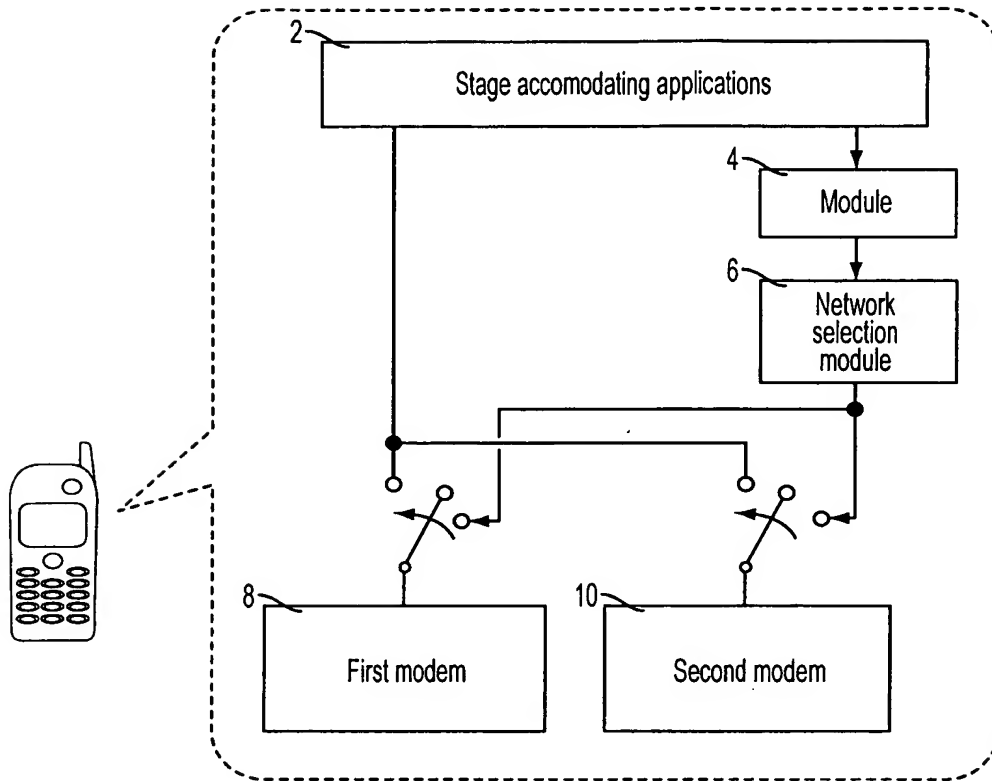 2
Stage accomodating applications
4
Module
6
Network
selection
module
8
First modem
10
Second modem